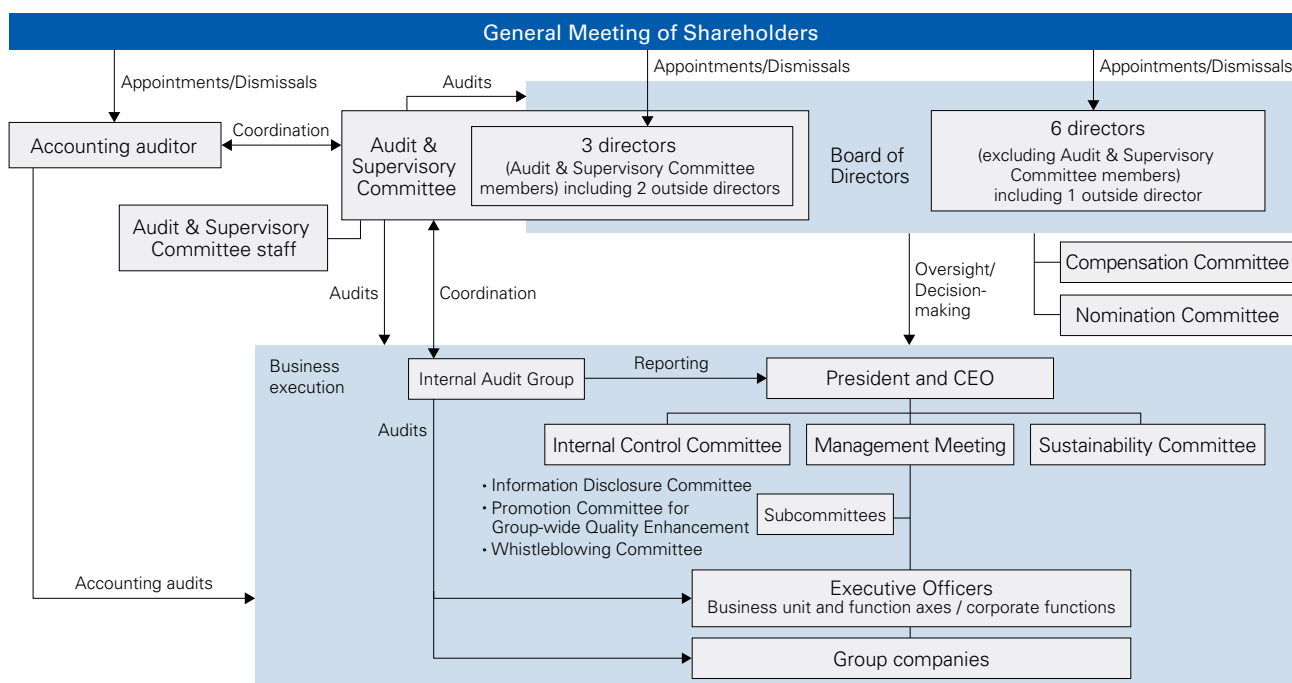 General Meeting of Shareholders
Appointments/Dismissals
Appointments/Dismissals
Appointments/Dismissals
Audits
Accounting auditor
Coordination
Audit &
Supervisory
Committee
3 directors
(Audit & Supervisory Committee
members) including 2 outside directors
Board of
Directors
6 directors
(excluding Audit & Supervisory
Committee members)
including 1 outside director
Audit & Supervisory
Committee staff
Audits
Coordination
Oversight/
Decision-
making
Compensation Committee
Nomination Committee
Business
execution
Internal Audit Group
Reporting
President and CEO
Audits
Internal Control Committee
Management Meeting
Sustainability Committee
・Information Disclosure Committee
・Promotion Committee for
Group-wide Quality Enhancement
・Whistleblowing Committee
Subcommittees
Accounting audits
Executive Officers
Business unit and function axes / corporate functions
Group companies